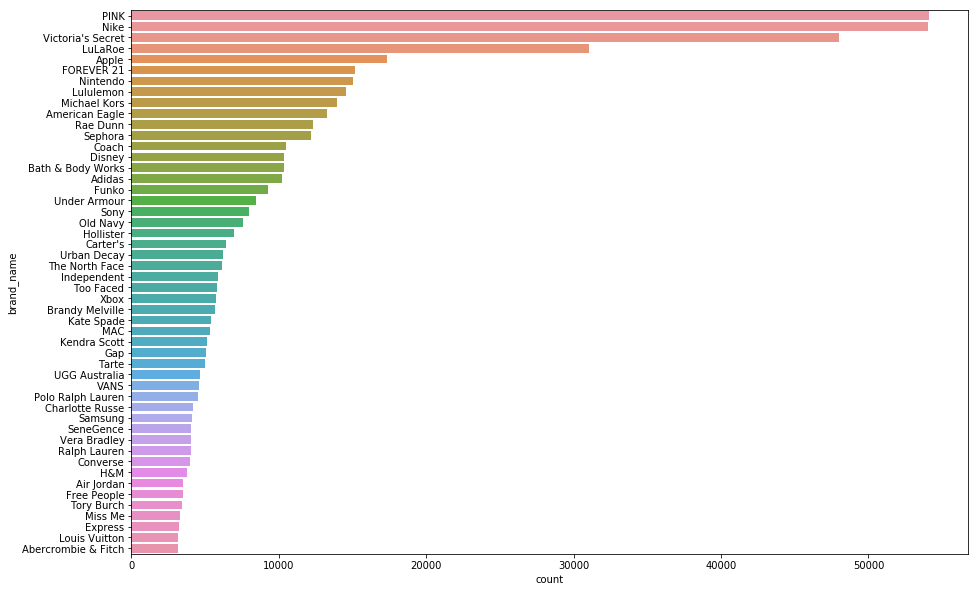 PINK
Nike
Victoria's Secret
LuLaRoe
Apple
FOREVER 21
Nintendo
Lululemon
Michael Kors
American Eagle
Rae Dunn
Sephora
Coach
Disney
Bath & Body Works
Adidas
Funko
Under Armour
Sony
Old Navy
Hollister
Carter's
Urban Decay
The North Face
Independent
Too Faced
Xbox
Brandy Melville
Kate Spade
MAC
Kendra Scott
Gap
Tarte
UGG Australia
VANS
Polo Ralph Lauren
Charlotte Russe
Samsung
SeneGence
Vera Bradley
Ralph Lauren
Converse
H&M
Air Jordan
Free People
Tory Burch
Miss Me
Express
Louis Vuitton
Abercrombie & Fitch
brand_name
0 10000 20000 30000 40000 50000
count